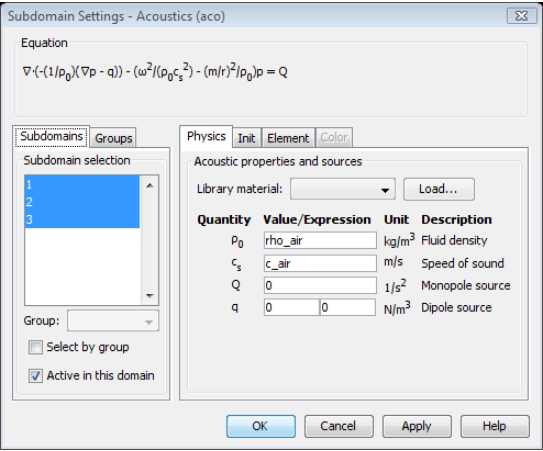 Subdomain Settings - Acoustics (aco)
Equation
∇·(-(1/ρ₀)(∇p - q)) - (ω²/(ρ₀cₛ²) - (m/r)²/ρ₀)p = Q
Subdomains Groups
Subdomain selection
1
2
3
Group:
Select by group
Active in this domain
Physics Init Element Color
Acoustic properties and sources
Library material: Load...
Quantity Value/Expression Unit Description
ρ₀ rho_air kg/m³ Fluid density
cₛ c_air m/s Speed of sound
Q 0 1/s² Monopole source
q 0 0 N/m³ Dipole source
OK Cancel Apply Help